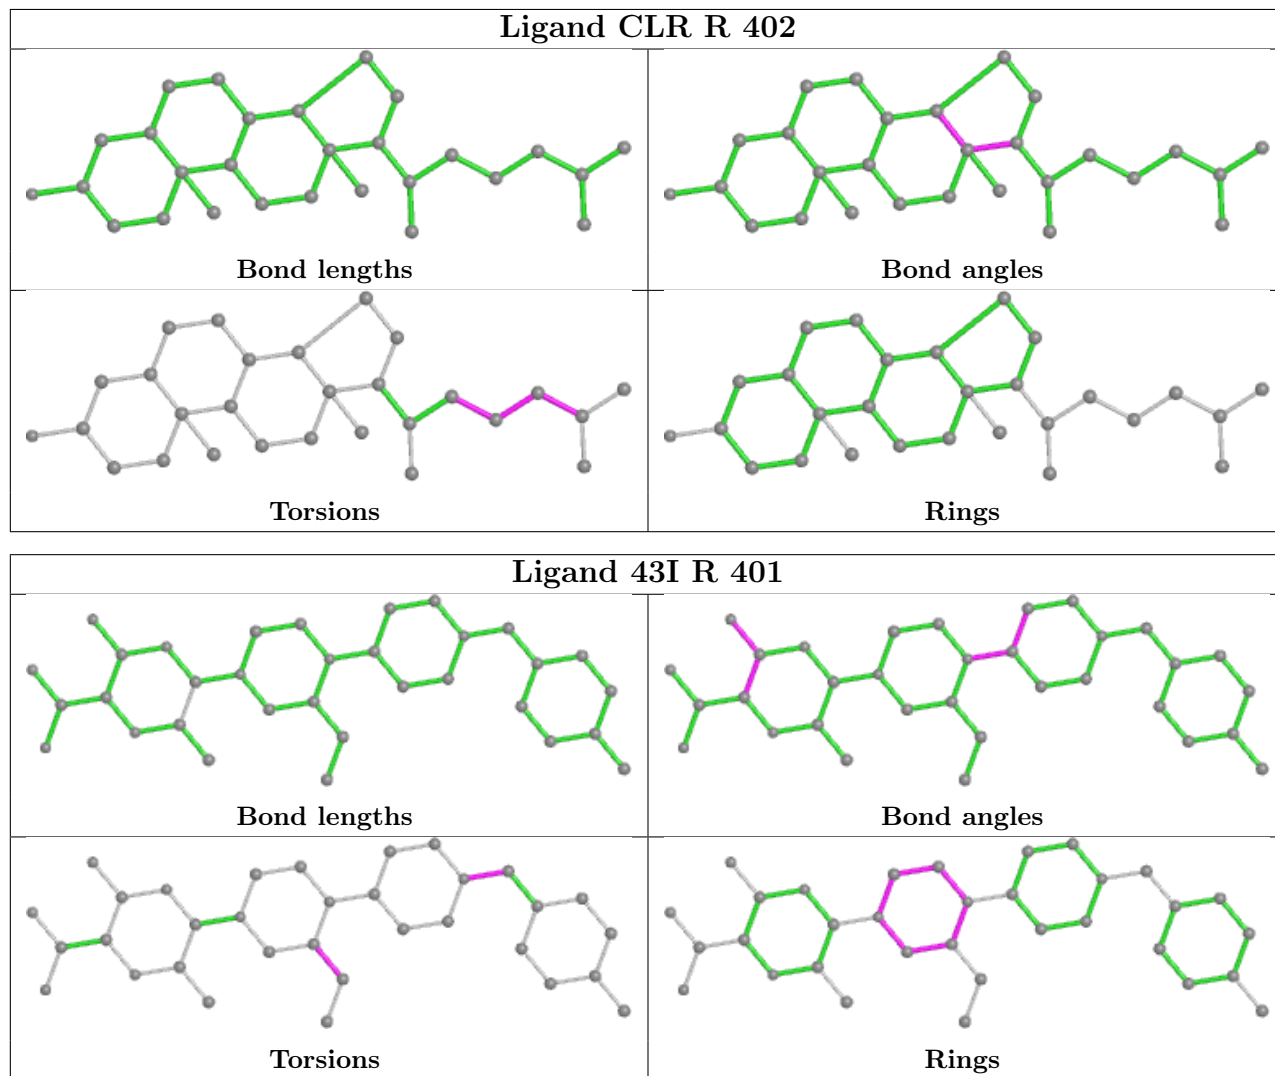 Ligand CLR R 402
Bond lengths
Bond angles
Torsions
Rings
Ligand 43I R 401
Bond lengths
Bond angles
Torsions
Rings